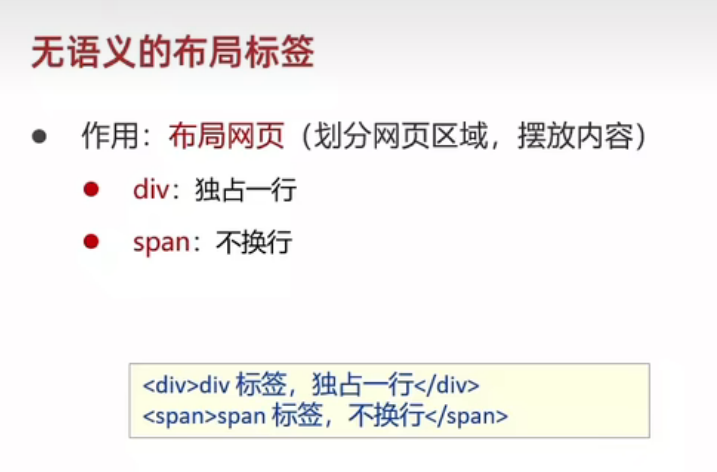 无语义的布局标签
● 作用：布局网页（划分网页区域，摆放内容）
● div：独占一行
● span：不换行
<div>div 标签，独占一行</div>
<span>span 标签，不换行</span>